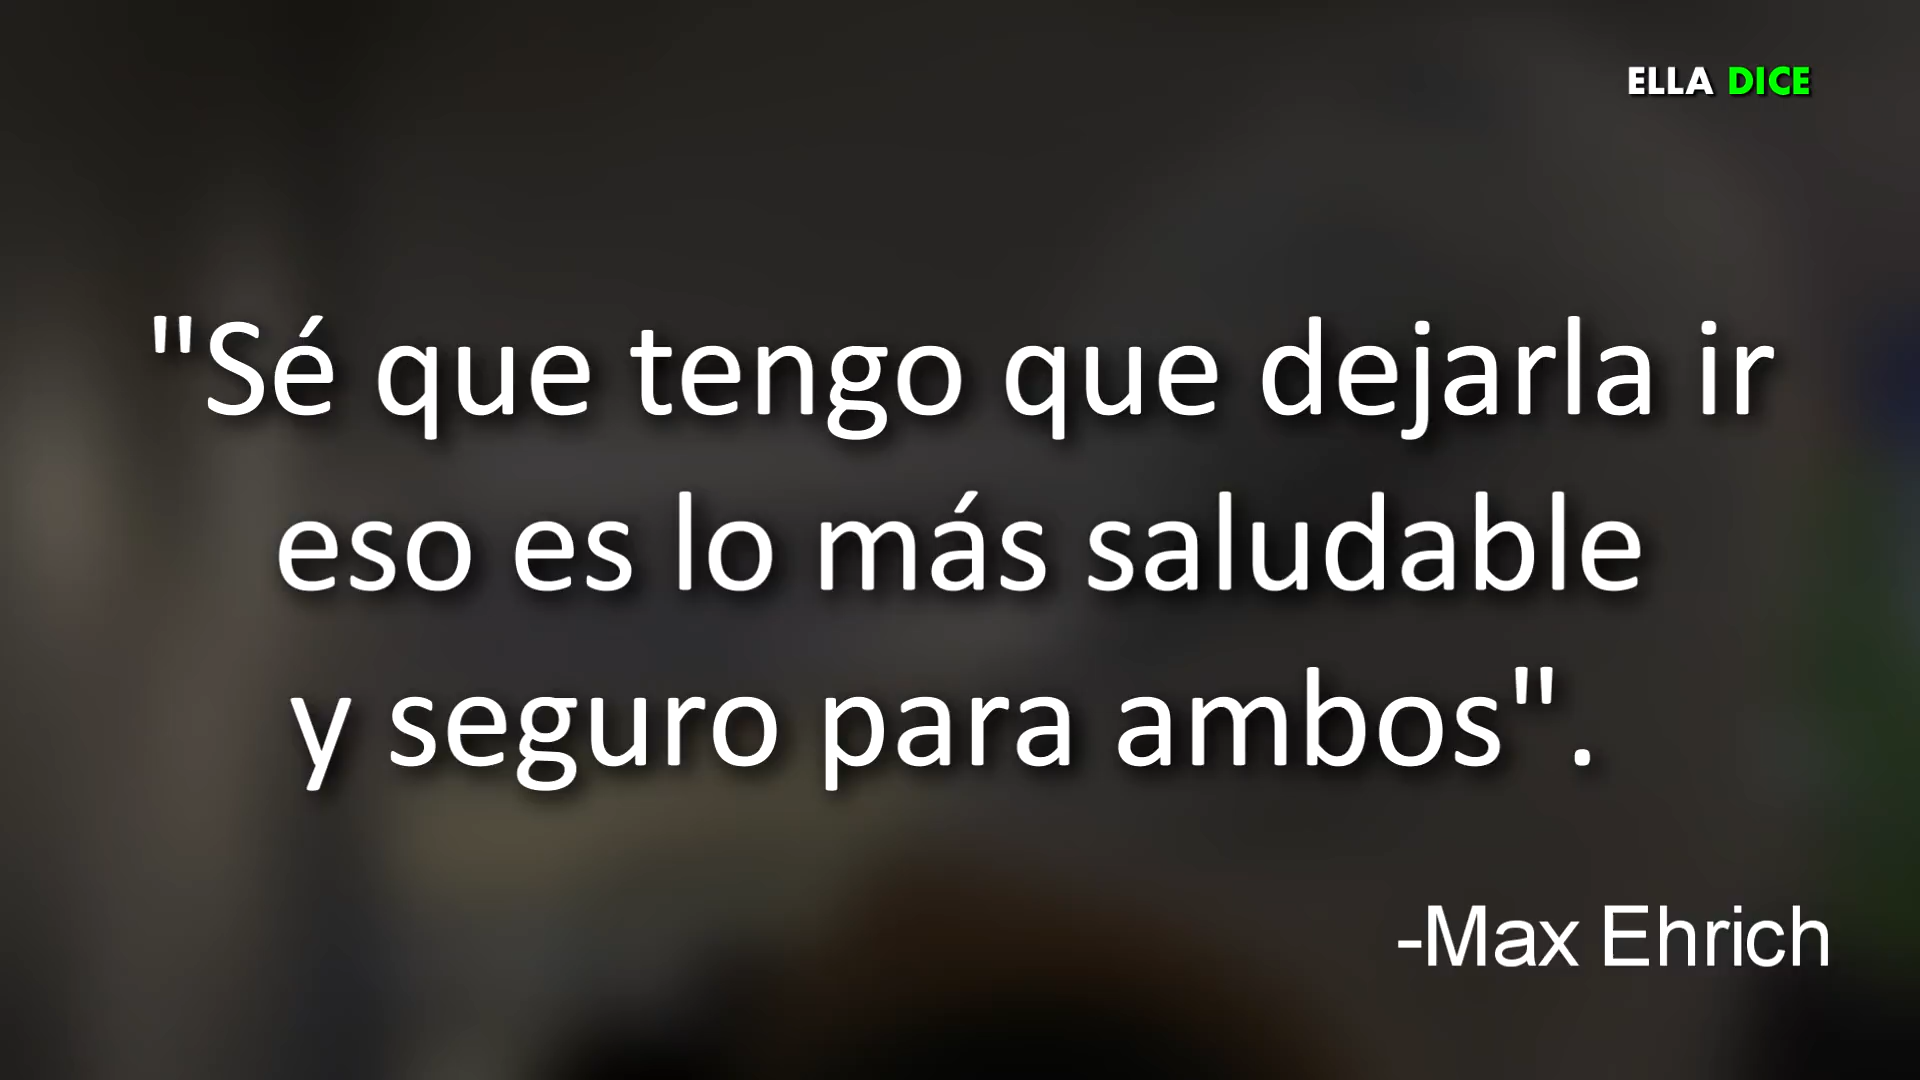 ELLA DICE
"Sé que tengo que dejarla ir
eso es lo más saludable
y seguro para ambos".
-Max Ehrich